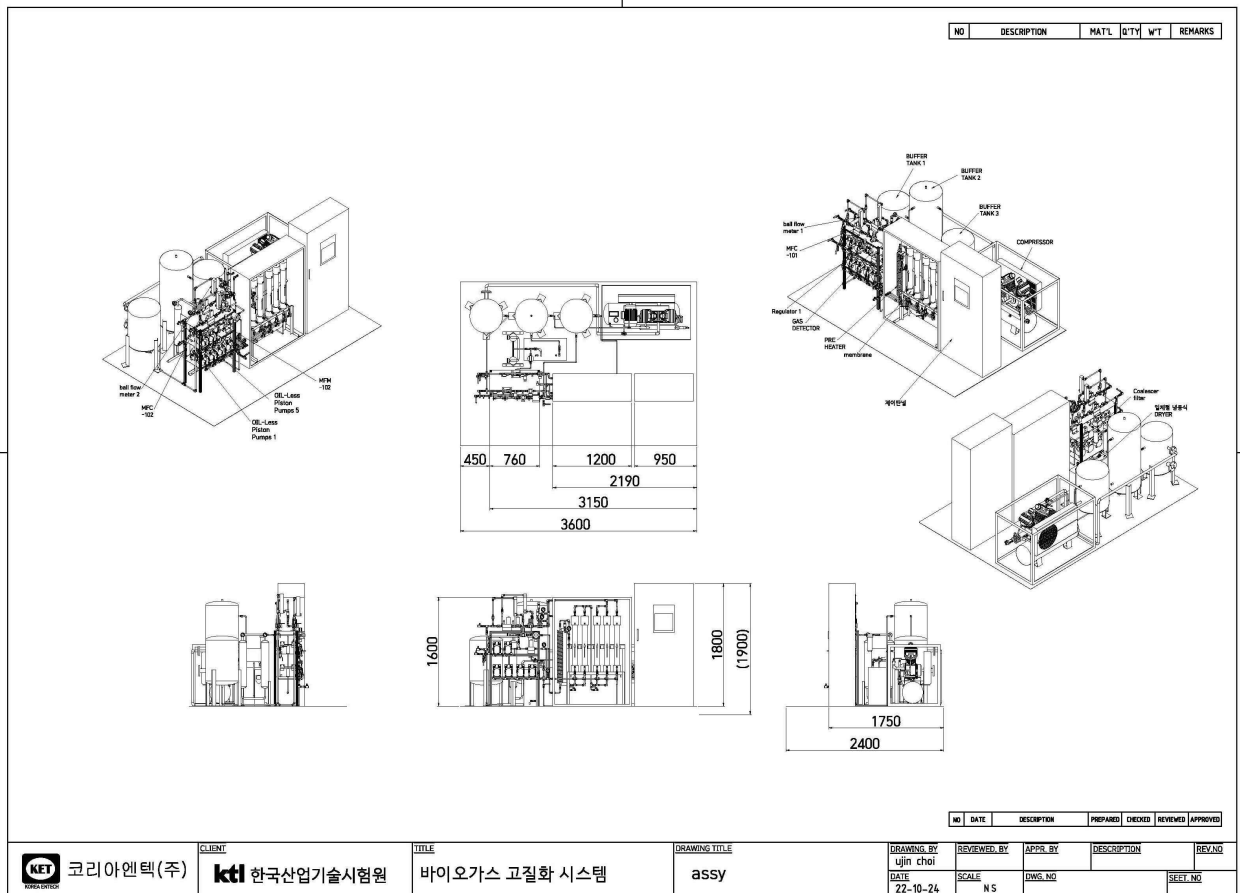 NO DESCRIPTION MAT'L Q'TY W'T REMARKS
BUFFER
TANK 1
BUFFER
TANK 2
BUFFER
TANK 3
COMPRESSOR
ball flow
meter 1
MFC
-101
Regulator 1
GAS
DETECTOR
PRE
HEATER
membrane
제어판넬
ball flow
meter 2
MFC
-102
OIL-Less
Piston
Pumps 1
OIL-Less
Piston
Pumps 5
MFM
-102
450 760 1200 950
2190
3150
3600
Coalescer
filter
일체형 냉동식
DRYER
1600
1800
(1900)
1750
2400
NO DATE DESCRIPTION PREPARED CHECKED REVIEWED APPROVED
KET
KOREA ENTECH
코리아엔텍(주)
CLIENT
ktl 한국산업기술시험원
TITLE
바이오가스 고질화 시스템
DRAWING TITLE
assy
DRAWING. BY
ujin choi
REVIEWED. BY
APPR. BY
DESCRIPTION
REV.NO
DATE
22-10-24
SCALE
N S
DWG. NO
SEET. NO